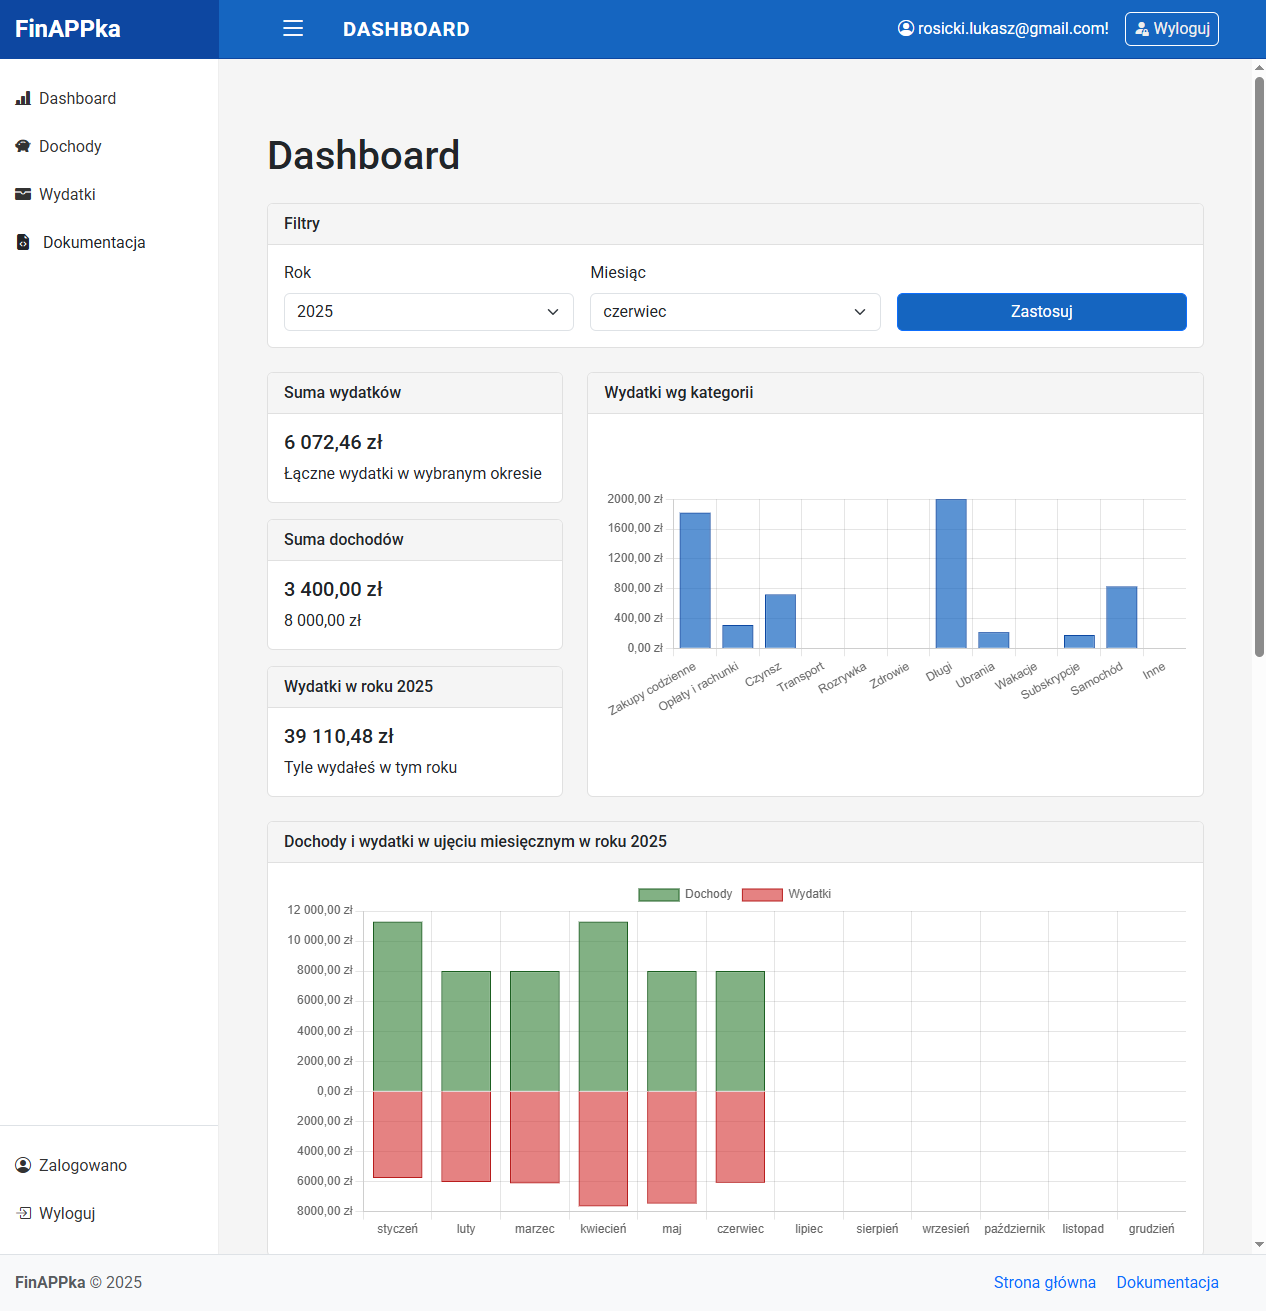 FinAPPka
DASHBOARD
rosicki.lukasz@gmail.com!
Wyloguj
Dashboard
Dochody
Wydatki
Dokumentacja
Zalogowano
Wyloguj
Dashboard
Filtry
Rok
Miesiąc
2025
czerwiec
Zastosuj
Suma wydatków
6 072,46 zł
Łączne wydatki w wybranym okresie
Suma dochodów
3 400,00 zł
8 000,00 zł
Wydatki w roku 2025
39 110,48 zł
Tyle wydałeś w tym roku
Wydatki wg kategorii
2000,00 zł
1600,00 zł
1200,00 zł
800,00 zł
400,00 zł
0,00 zł
Zakupy codzienne
Opłaty i rachunki
Czynsz
Transport
Rozrywka
Zdrowie
Długi
Ubrania
Wakacje
Subskrypcje
Samochód
Inne
Dochody i wydatki w ujęciu miesięcznym w roku 2025
Dochody
Wydatki
12 000,00 zł
10 000,00 zł
8000,00 zł
6000,00 zł
4000,00 zł
2000,00 zł
0,00 zł
2000,00 zł
4000,00 zł
6000,00 zł
8000,00 zł
styczeń
luty
marzec
kwiecień
maj
czerwiec
lipiec
sierpień
wrzesień
październik
listopad
grudzień
FinAPPka © 2025
Strona główna
Dokumentacja